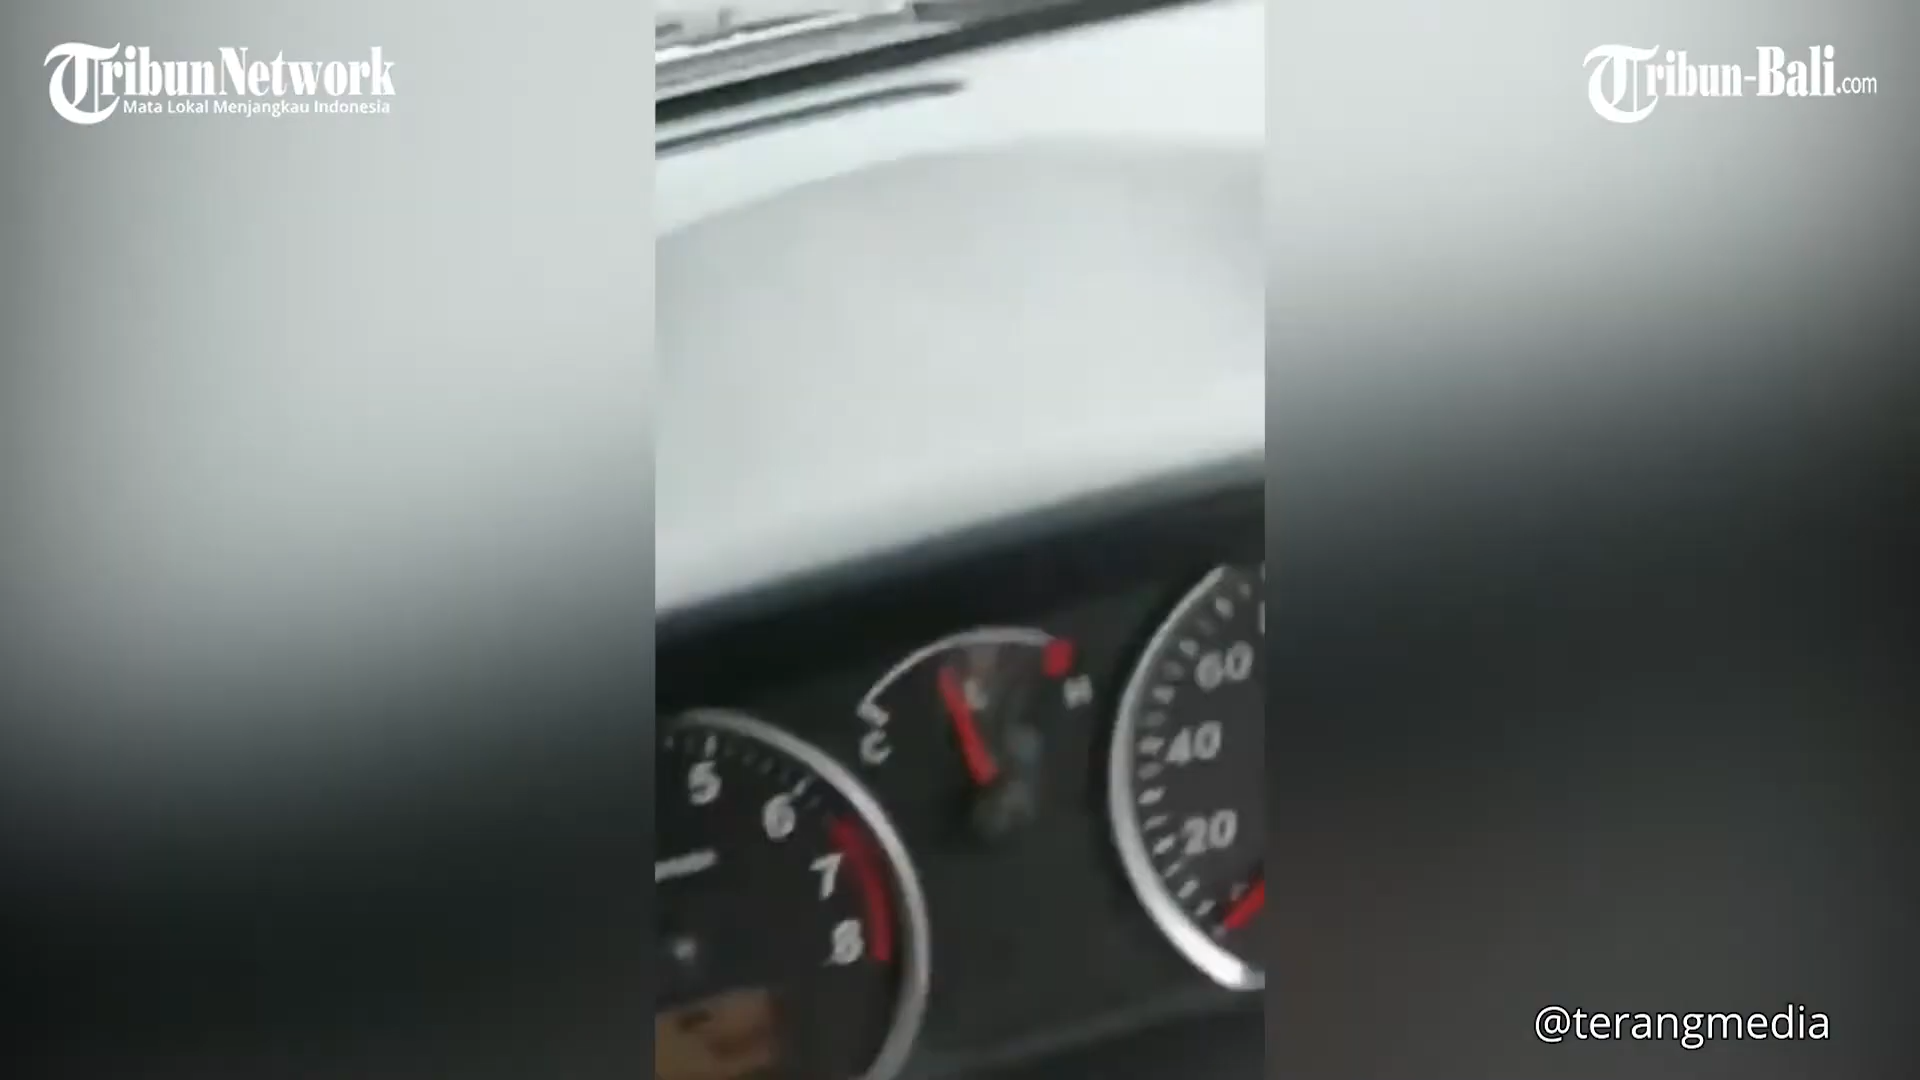 TribunNetwork
Mata Lokal Menjangkau Indonesia
Tribun-Bali.com
H
C
5
6
7
8
60
40
20
@terangmedia